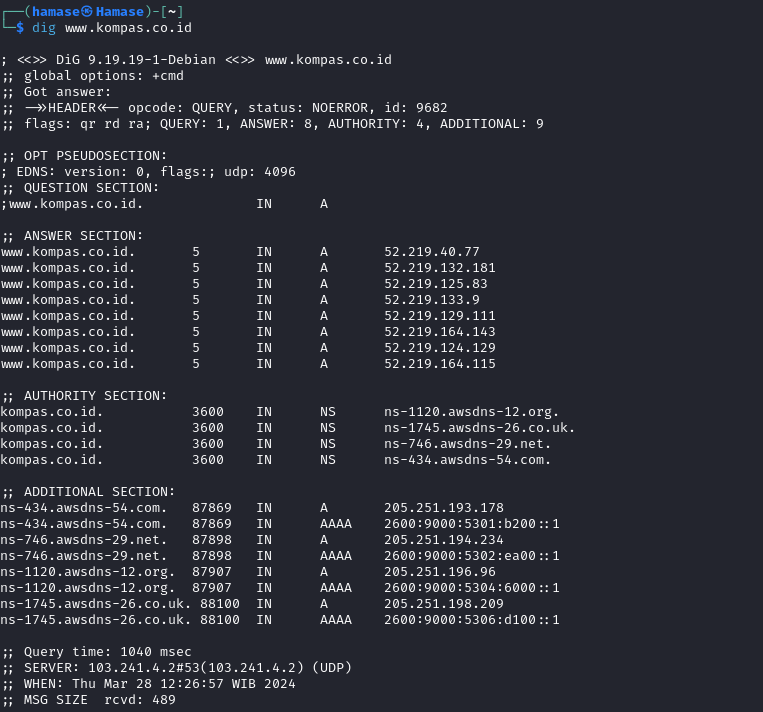 ┌──(hamase㉿Hamase)-[~]
└─$ dig www.kompas.co.id

; <<>> DiG 9.19.19-1-Debian <<>> www.kompas.co.id
;; global options: +cmd
;; Got answer:
;; ->>HEADER<<- opcode: QUERY, status: NOERROR, id: 9682
;; flags: qr rd ra; QUERY: 1, ANSWER: 8, AUTHORITY: 4, ADDITIONAL: 9

;; OPT PSEUDOSECTION:
; EDNS: version: 0, flags:; udp: 4096
;; QUESTION SECTION:
;www.kompas.co.id.              IN      A

;; ANSWER SECTION:
www.kompas.co.id.       5       IN      A       52.219.40.77
www.kompas.co.id.       5       IN      A       52.219.132.181
www.kompas.co.id.       5       IN      A       52.219.125.83
www.kompas.co.id.       5       IN      A       52.219.133.9
www.kompas.co.id.       5       IN      A       52.219.129.111
www.kompas.co.id.       5       IN      A       52.219.164.143
www.kompas.co.id.       5       IN      A       52.219.124.129
www.kompas.co.id.       5       IN      A       52.219.164.115

;; AUTHORITY SECTION:
kompas.co.id.           3600    IN      NS      ns-1120.awsdns-12.org.
kompas.co.id.           3600    IN      NS      ns-1745.awsdns-26.co.uk.
kompas.co.id.           3600    IN      NS      ns-746.awsdns-29.net.
kompas.co.id.           3600    IN      NS      ns-434.awsdns-54.com.

;; ADDITIONAL SECTION:
ns-434.awsdns-54.com.   87869   IN      A       205.251.193.178
ns-434.awsdns-54.com.   87869   IN      AAAA    2600:9000:5301:b200::1
ns-746.awsdns-29.net.   87898   IN      A       205.251.194.234
ns-746.awsdns-29.net.   87898   IN      AAAA    2600:9000:5302:ea00::1
ns-1120.awsdns-12.org.  87907   IN      A       205.251.196.96
ns-1120.awsdns-12.org.  87907   IN      AAAA    2600:9000:5304:6000::1
ns-1745.awsdns-26.co.uk. 88100  IN      A       205.251.198.209
ns-1745.awsdns-26.co.uk. 88100  IN      AAAA    2600:9000:5306:d100::1

;; Query time: 1040 msec
;; SERVER: 103.241.4.2#53(103.241.4.2) (UDP)
;; WHEN: Thu Mar 28 12:26:57 WIB 2024
;; MSG SIZE  rcvd: 489